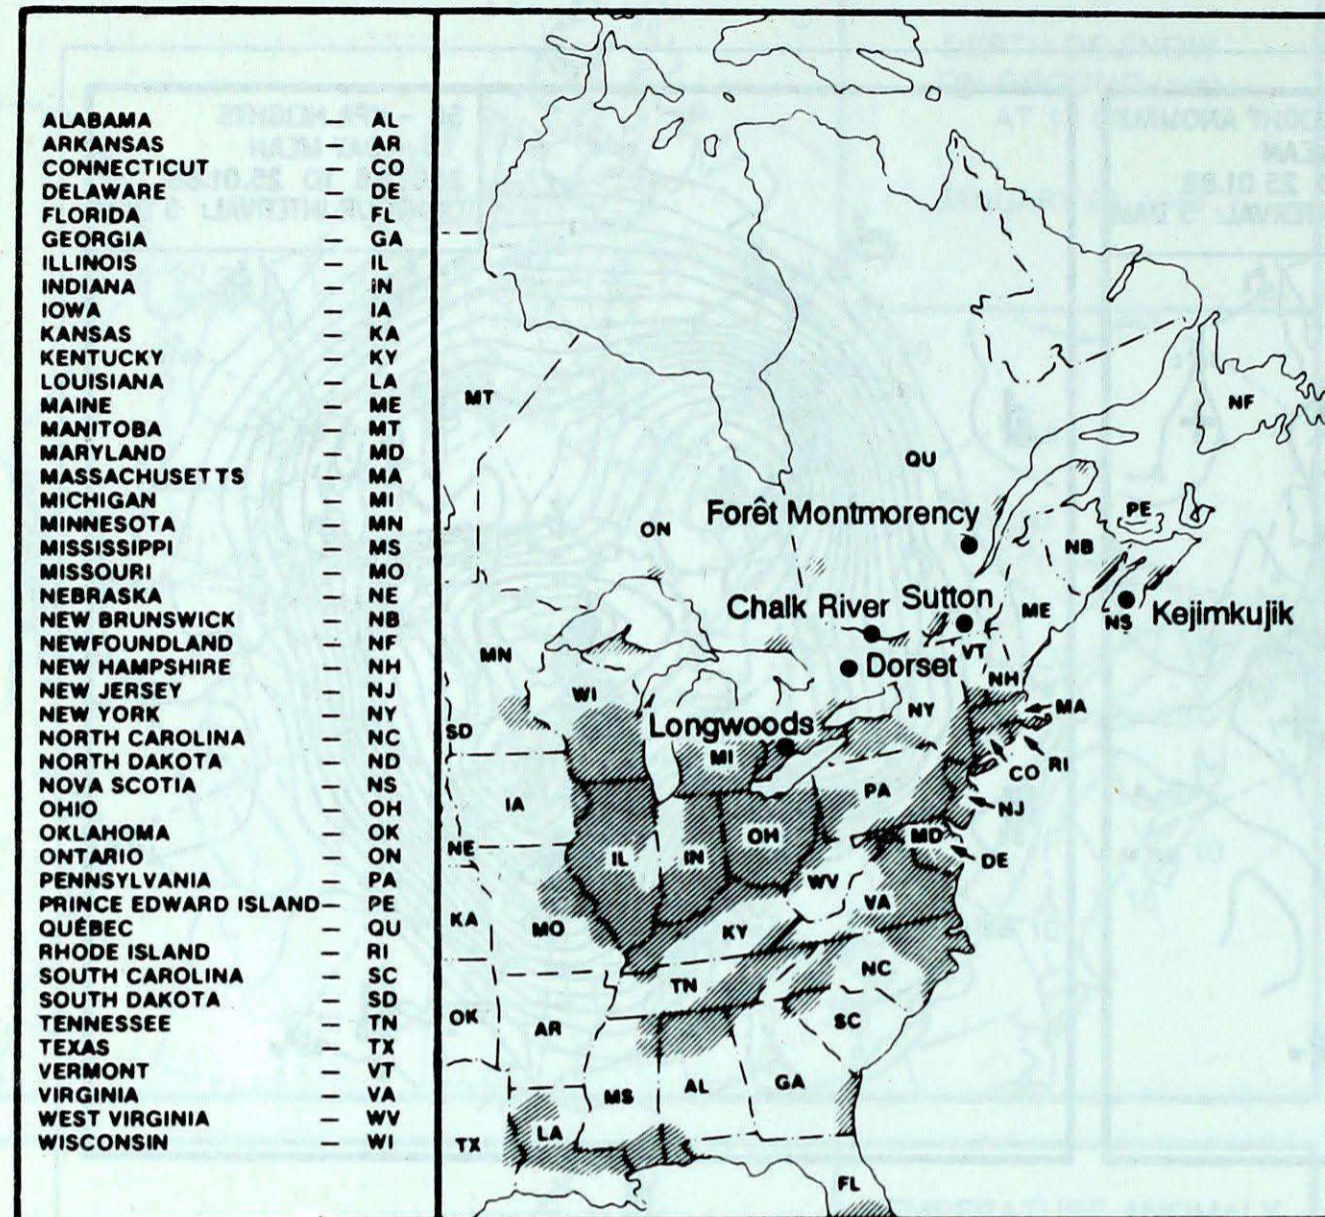 ALABAMA — AL
ARKANSAS — AR
CONNECTICUT — CO
DELAWARE — DE
FLORIDA — FL
GEORGIA — GA
ILLINOIS — IL
INDIANA — IN
IOWA — IA
KANSAS — KA
KENTUCKY — KY
LOUISIANA — LA
MAINE — ME
MANITOBA — MT
MARYLAND — MD
MASSACHUSETTS — MA
MICHIGAN — MI
MINNESOTA — MN
MISSISSIPPI — MS
MISSOURI — MO
NEBRASKA — NE
NEW BRUNSWICK — NB
NEWFOUNDLAND — NF
NEW HAMPSHIRE — NH
NEW JERSEY — NJ
NEW YORK — NY
NORTH CAROLINA — NC
NORTH DAKOTA — ND
NOVA SCOTIA — NS
OHIO — OH
OKLAHOMA — OK
ONTARIO — ON
PENNSYLVANIA — PA
PRINCE EDWARD ISLAND — PE
QUÉBEC — QU
RHODE ISLAND — RI
SOUTH CAROLINA — SC
SOUTH DAKOTA — SD
TENNESSEE — TN
TEXAS — TX
VERMONT — VT
VIRGINIA — VA
WEST VIRGINIA — WV
WISCONSIN — WI
MT
NF
QU
Forêt Montmorency
PE
ON
NB
Chalk River
Sutton
ME
NS
Kejimkujik
MN
VT
Dorset
NH
WI
NY
MA
SD
Longwoods
MI
CO
RI
IA
PA
NJ
OH
MD
NE
IL
IN
DE
WV
VA
KA
MO
KY
NC
TN
OK
AR
SC
MS
AL
GA
LA
TX
FL